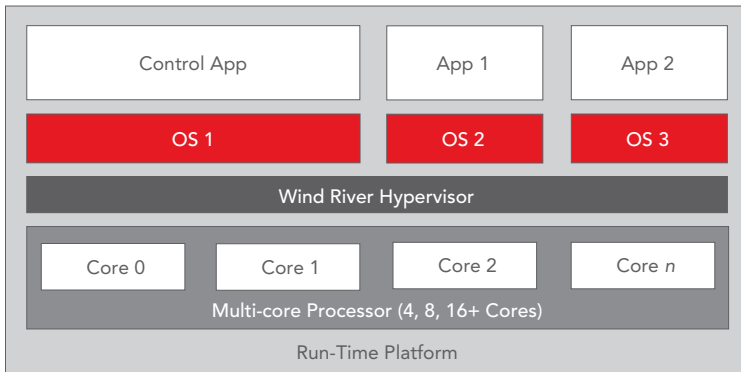 Control App
App 1
App 2
OS 1
OS 2
OS 3
Wind River Hypervisor
Core 0
Core 1
Core 2
Core n
Multi-core Processor (4, 8, 16+ Cores)
Run-Time Platform